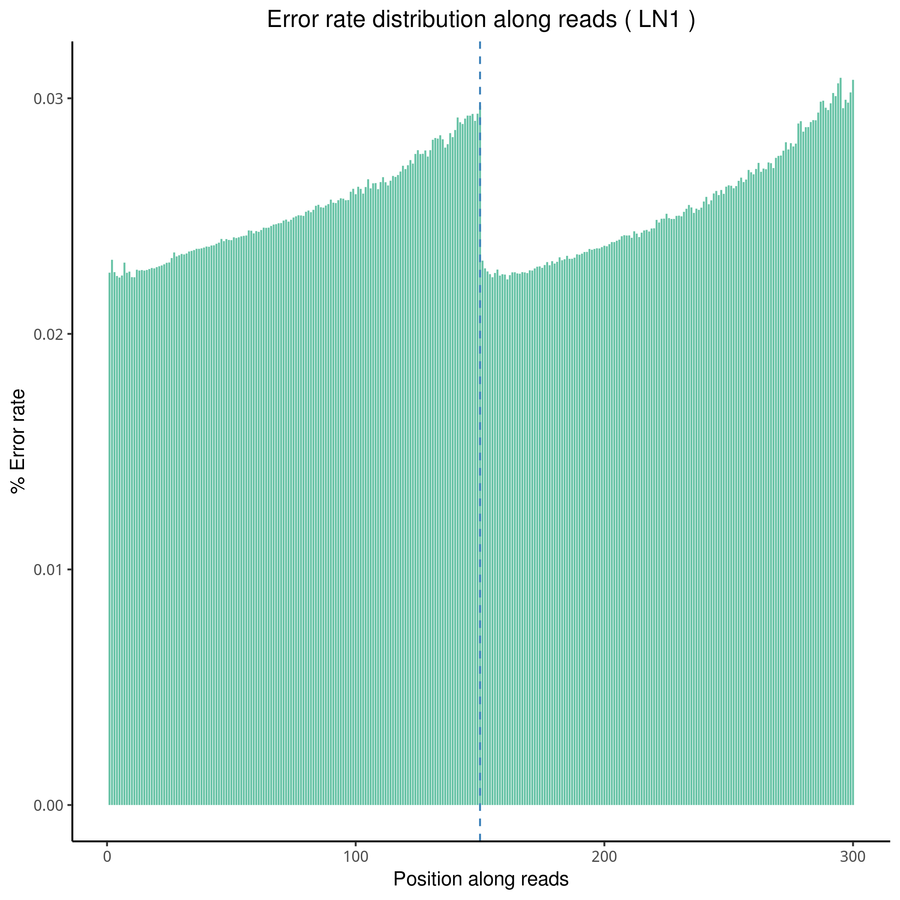 Error rate distribution along reads ( LN1 )
% Error rate
0.03
0.02
0.01
0.00
0
100
200
300
Position along reads